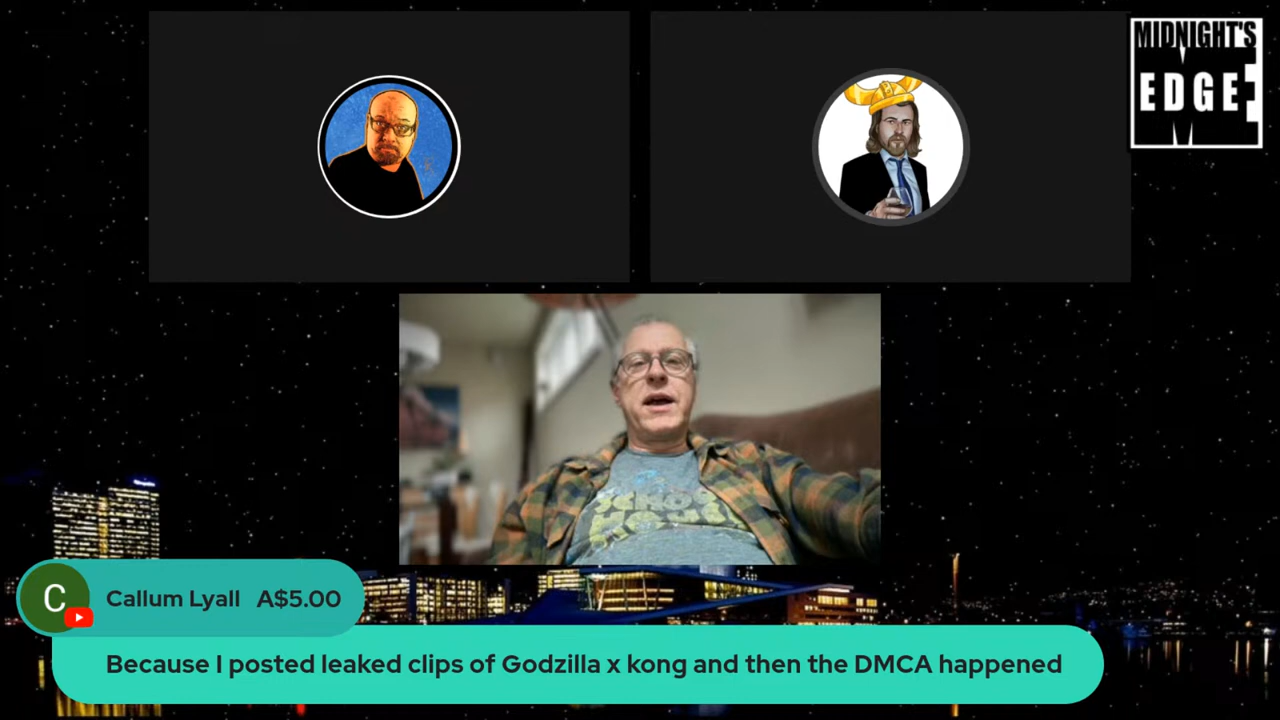 MIDNIGHT'S
EDGE
C
Callum Lyall A$5.00
Because I posted leaked clips of Godzilla x kong and then the DMCA happened